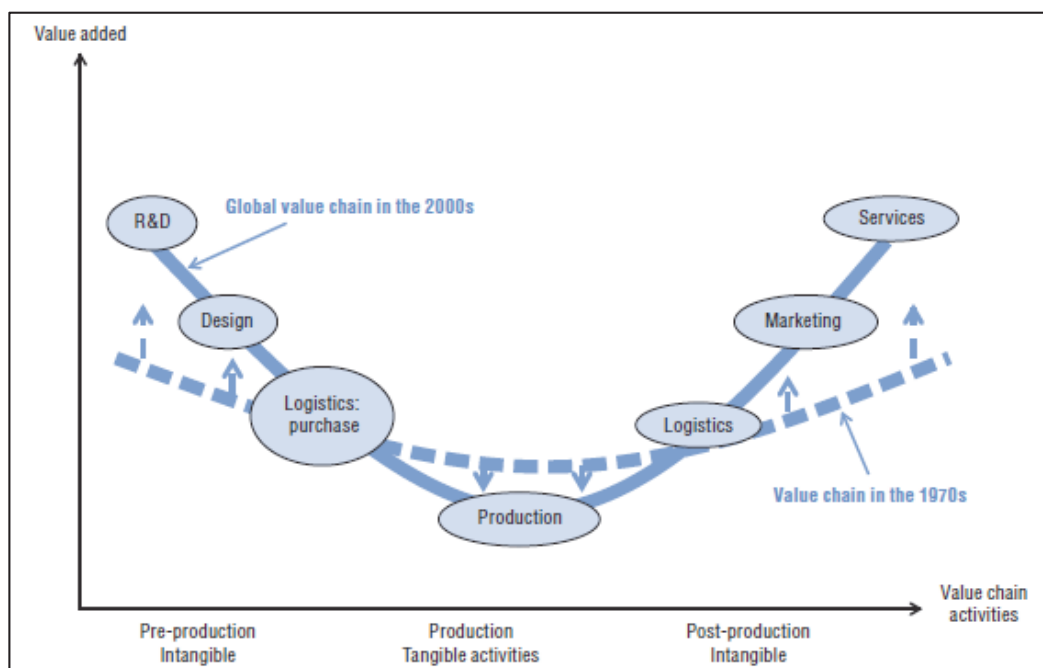 Value added
R&D
Global value chain in the 2000s
Services
Design
Marketing
Logistics:
purchase
Logistics
Value chain in the 1970s
Production
Value chain
activities
Pre-production
Intangible
Production
Tangible activities
Post-production
Intangible